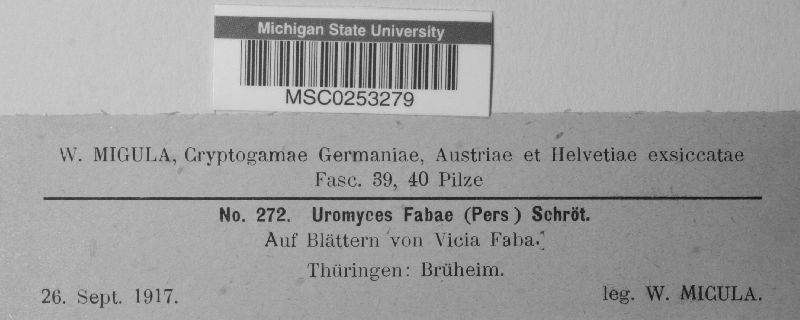 Michigan State University
MSC0253279
W. MIGULA, Cryptogamae Germaniae, Austriae et Helvetiae exsiccatae
Fasc. 39, 40 Pilze
No. 272. Uromyces Fabae (Pers) Schröt.
Auf Blättern von Vicia Faba.
Thüringen: Brüheim.
26. Sept. 1917. leg. W. MIGULA.